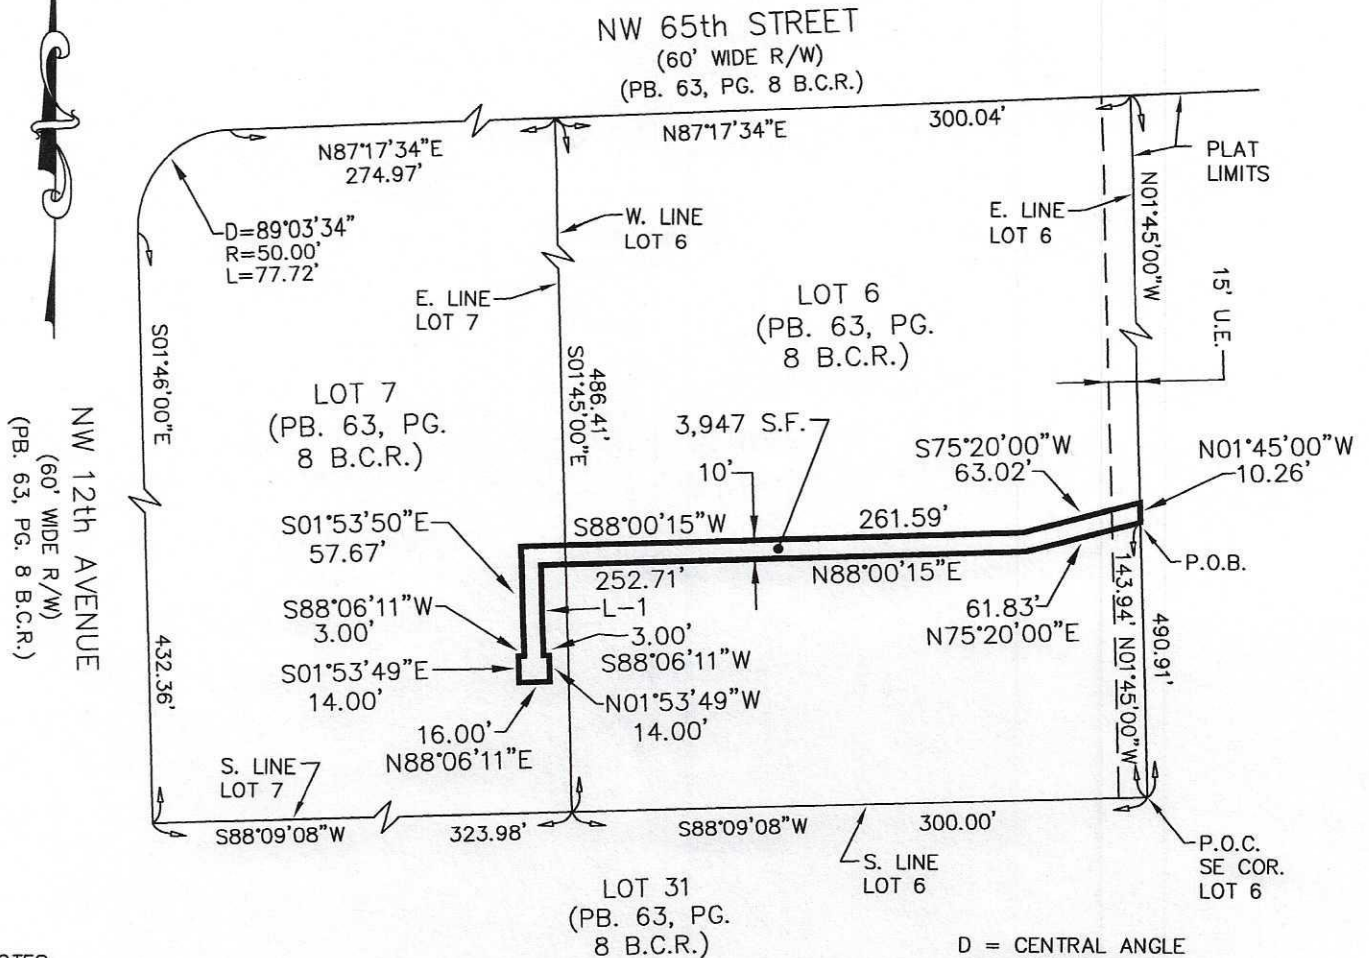 NW 65th STREET
(60' WIDE R/W)
(PB. 63, PG. 8 B.C.R.)
N87°17'34"E
274.97'
N87°17'34"E
300.04'
PLAT
LIMITS
D=89°03'34"
R=50.00'
L=77.72'
W. LINE
LOT 6
E. LINE
LOT 6
N01°45'00"W
15' U.E.
E. LINE
LOT 7
LOT 6
(PB. 63, PG.
8 B.C.R.)
S01°46'00"E
432.36'
NW 12th AVENUE
(60' WIDE R/W)
(PB. 63, PG. 8 B.C.R.)
LOT 7
(PB. 63, PG.
8 B.C.R.)
486.41'
S01°45'00"E
3,947 S.F.
10'
S75°20'00"W
63.02'
N01°45'00"W
10.26'
S01°53'50"E
57.67'
S88°00'15"W
261.59'
252.71'
N88°00'15"E
P.O.B.
L-1
61.83'
N75°20'00"E
S88°06'11"W
3.00'
3.00'
S88°06'11"W
S01°53'49"E
14.00'
N01°53'49"W
14.00'
16.00'
N88°06'11"E
143.94' N01°45'00"W
490.91'
S. LINE
LOT 7
S88°09'08"W
323.98'
S88°09'08"W
300.00'
S. LINE
LOT 6
P.O.C.
SE COR.
LOT 6
LOT 31
(PB. 63, PG.
8 B.C.R.)
D = CENTRAL ANGLE